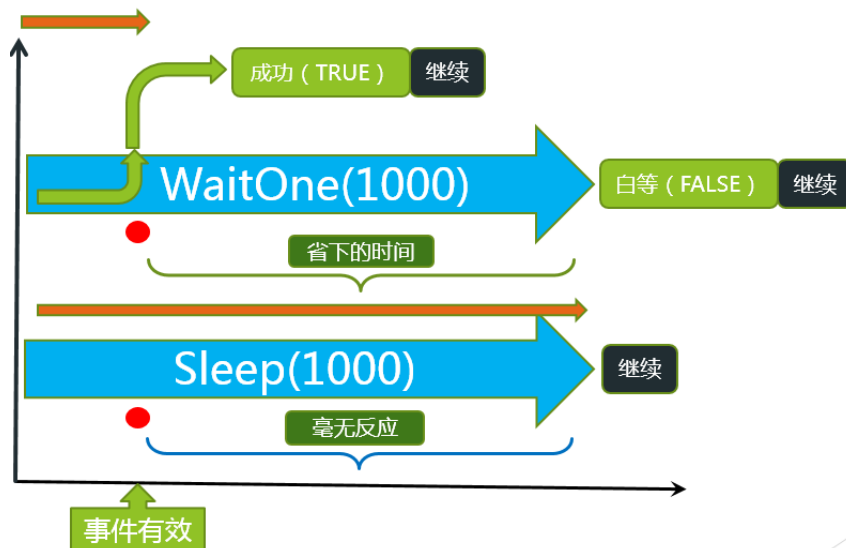 成功（TRUE）
继续
WaitOne(1000)
白等（FALSE）
继续
省下的时间
Sleep(1000)
继续
毫无反应
事件有效